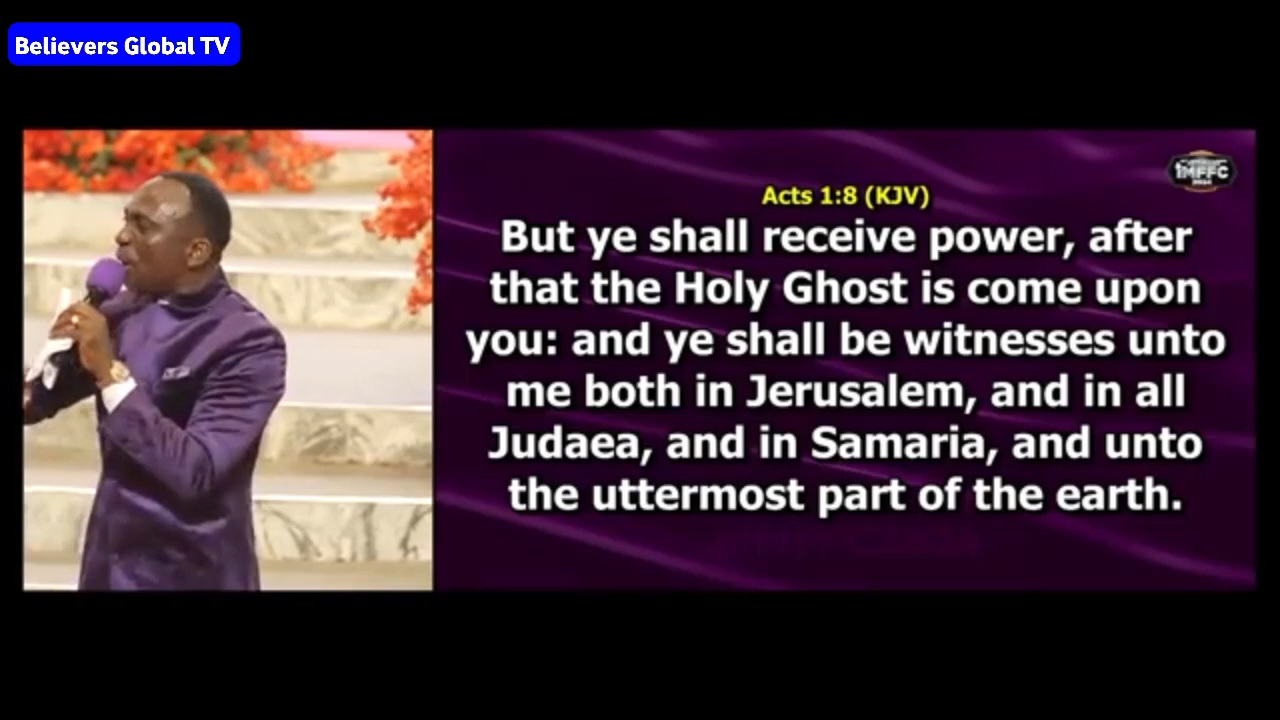 Believers Global TV
IMFFC
Acts 1:8 (KJV)
But ye shall receive power, after
that the Holy Ghost is come upon
you: and ye shall be witnesses unto
me both in Jerusalem, and in all
Judaea, and in Samaria, and unto
the uttermost part of the earth.